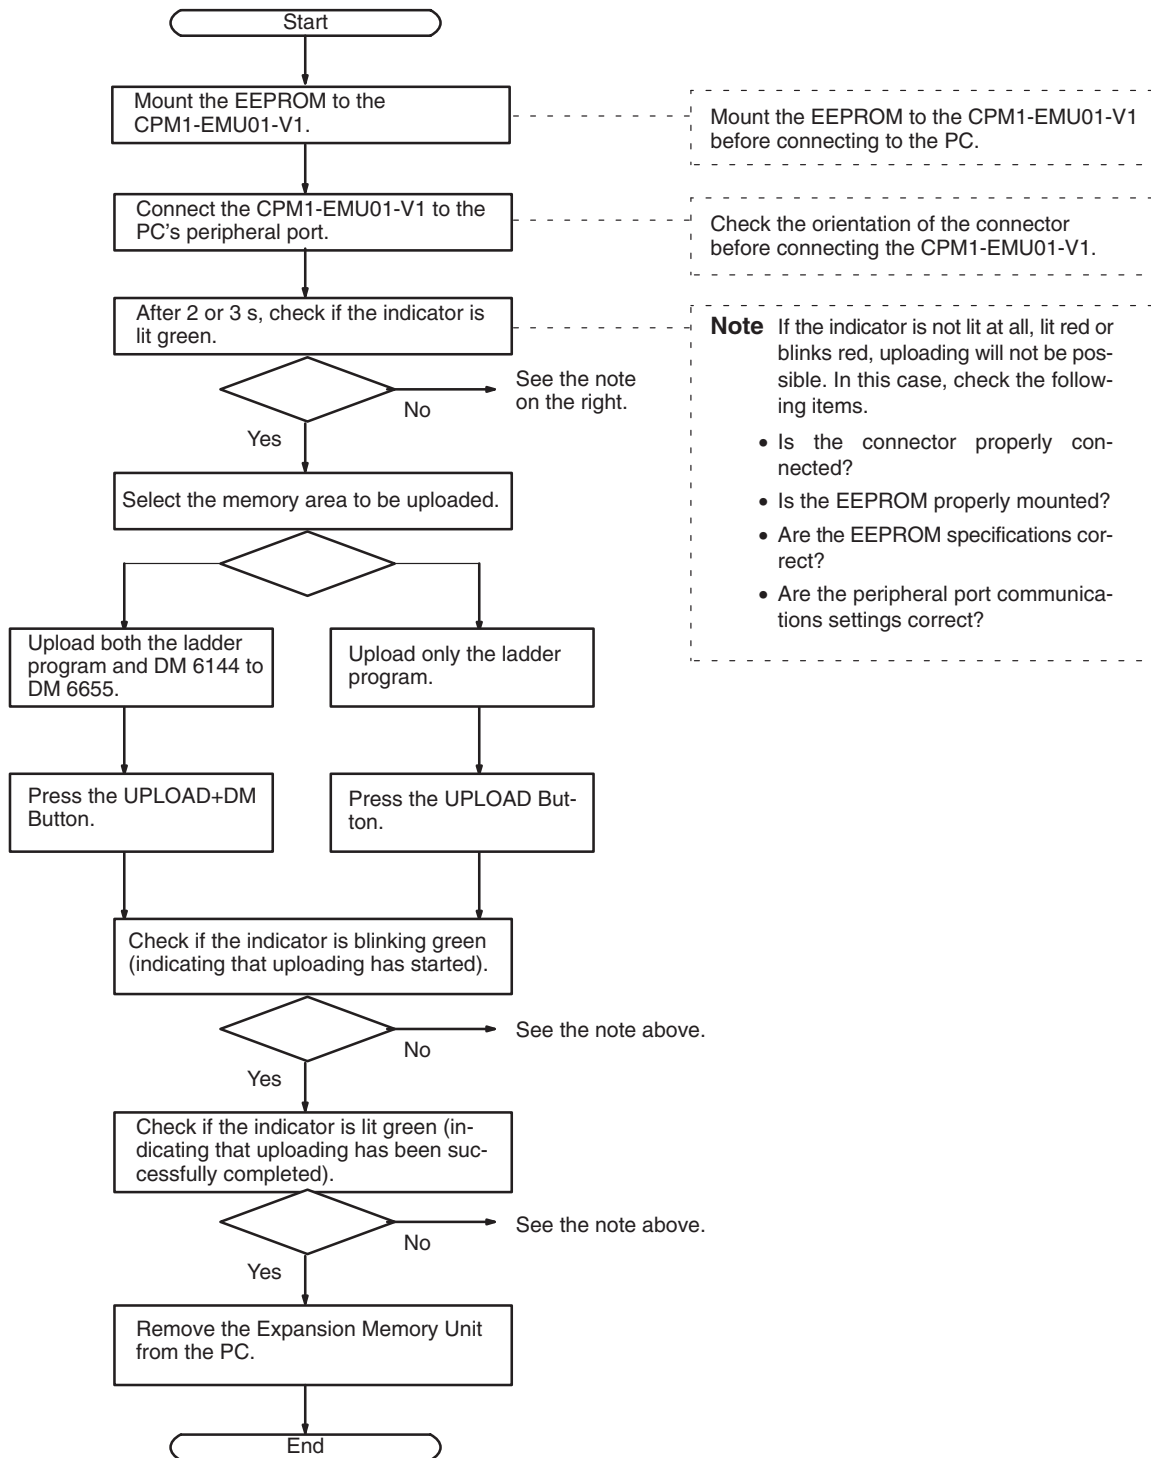 Start
Mount the EEPROM to the
CPM1-EMU01-V1.
Mount the EEPROM to the CPM1-EMU01-V1
before connecting to the PC.
Connect the CPM1-EMU01-V1 to the
PC's peripheral port.
Check the orientation of the connector
before connecting the CPM1-EMU01-V1.
After 2 or 3 s, check if the indicator is
lit green.
Note If the indicator is not lit at all, lit red or
blinks red, uploading will not be pos-
sible. In this case, check the follow-
ing items.
• Is the connector properly con-
nected?
• Is the EEPROM properly mounted?
• Are the EEPROM specifications cor-
rect?
• Are the peripheral port communica-
tions settings correct?
No
See the note
on the right.
Yes
Select the memory area to be uploaded.
Upload both the ladder
program and DM 6144 to
DM 6655.
Upload only the ladder
program.
Press the UPLOAD+DM
Button.
Press the UPLOAD But-
ton.
Check if the indicator is blinking green
(indicating that uploading has started).
No
See the note above.
Yes
Check if the indicator is lit green (in-
dicating that uploading has been suc-
cessfully completed).
No
See the note above.
Yes
Remove the Expansion Memory Unit
from the PC.
End